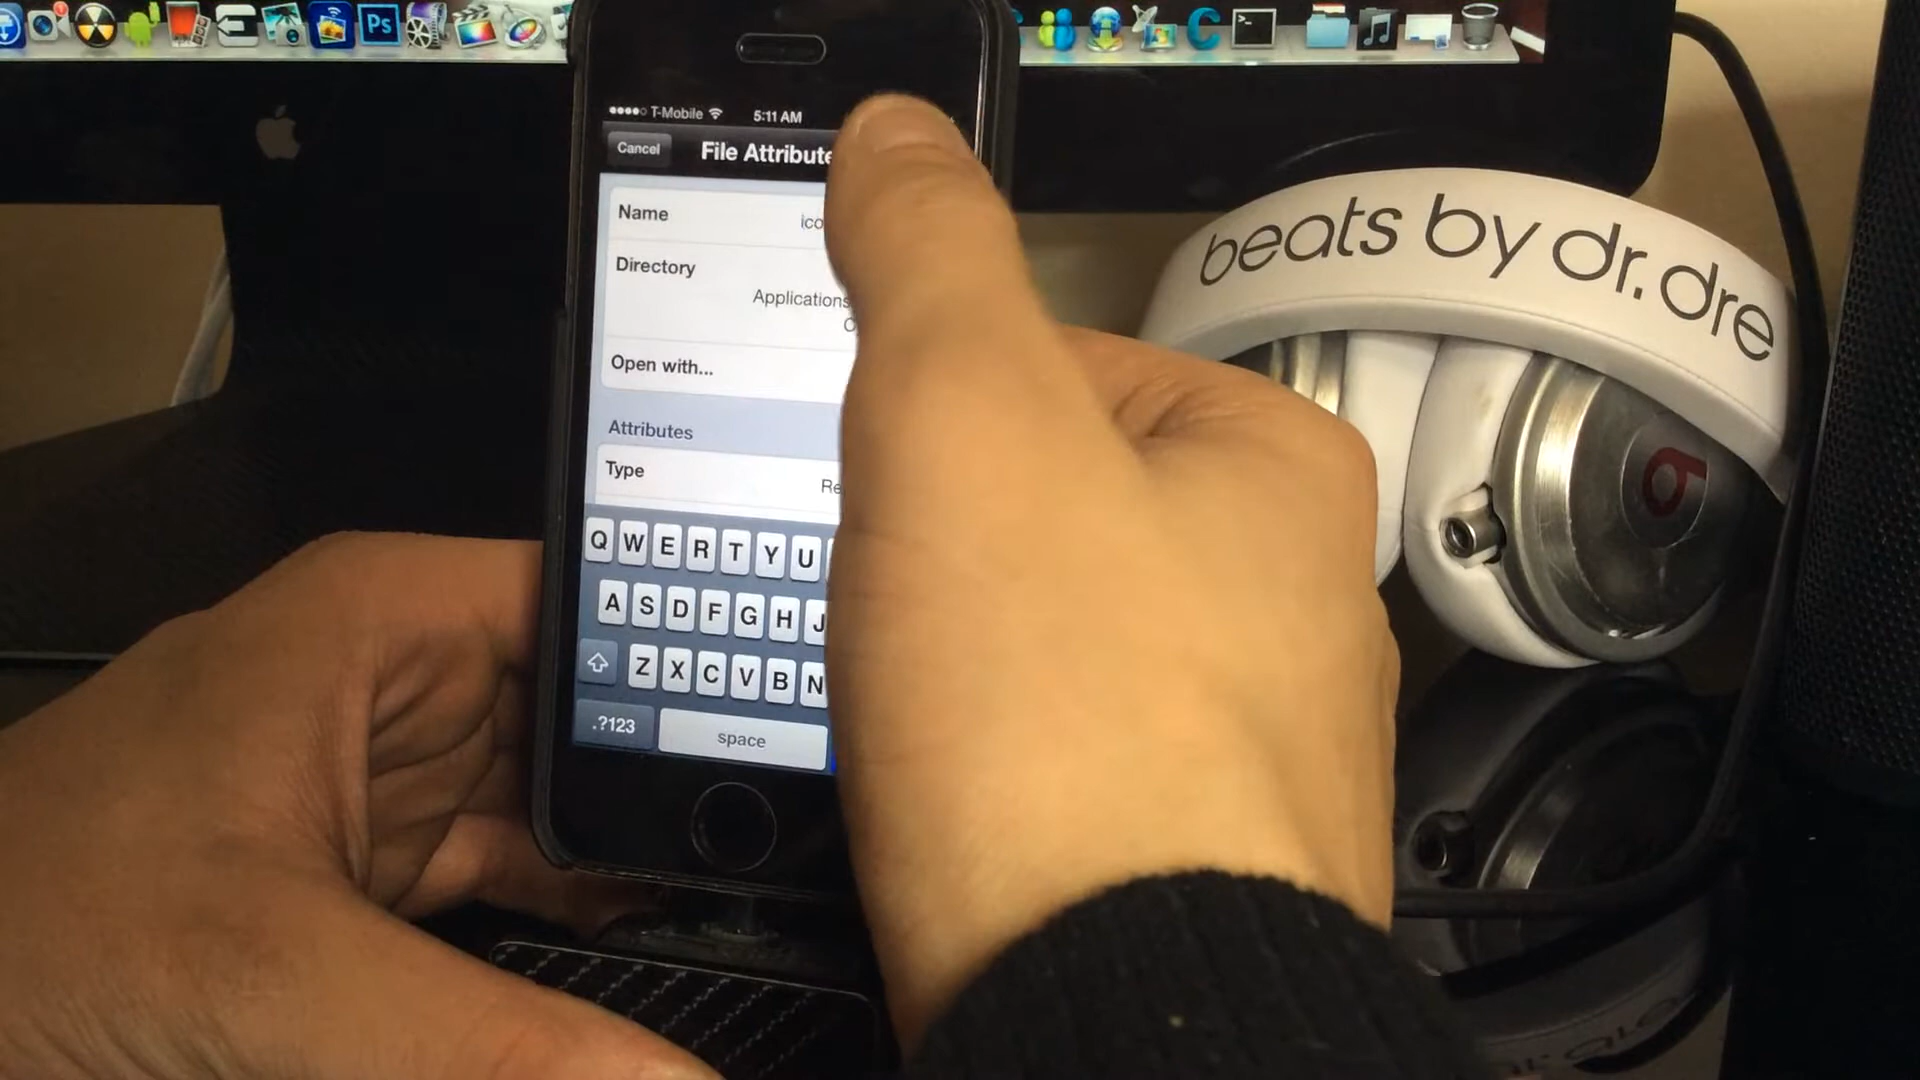 Ps
T-Mobile 5:11 AM
Cancel
File Attribute
Name
ico
Directory
Applications
Open with...
Attributes
Type
Re
Q W E R T Y U
A S D F G H J
Z X C V B N
.?123
space
beats by dr. dre
b